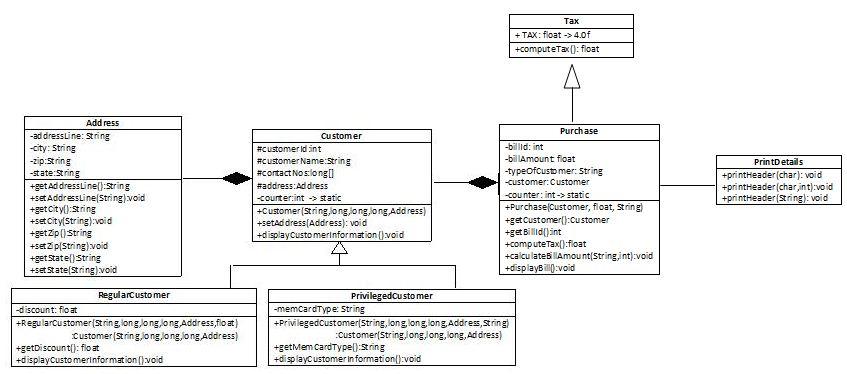 Tax
+ TAX: float -> 4.0f
+computeTax(): float
Address
-addressLine: String
-city: String
-zip:String
-state:String
+getAddressLine():String
+setAddressLine(String):void
+getCity():String
+setCity(String):void
+getZip():String
+setZip(String):void
+getState():String
+setState(String):void
Customer
#customerId:int
#customerName:String
#contactNos:long[]
#address:Address
-counter:int -> static
+Customer(String,long,long,long,Address)
+setAddress(Address): void
+displayCustomerInformation():void
Purchase
-billId: int
-billAmount: float
-typeOfCustomer: String
-customer: Customer
-counter: int -> static
+Purchase(Customer, float, String)
+getCustomer():Customer
+getBillId():int
+computeTax():float
+calculateBillAmount(String,int):void
+displayBill():void
PrintDetails
+printHeader(char): void
+printHeader(char,int):void
+printHeader(String): void
RegularCustomer
-discount: float
+RegularCustomer(String,long,long,long,Address,float)
:Customer(String,long,long,long,Address)
+getDiscount(): float
+displayCustomerInformation():void
PrivilegedCustomer
-memCardType: String
+PrivilegedCustomer(String,long,long,long,Address,String)
:Customer(String,long,long,long,Address)
+getMemCardType():String
+displayCustomerInformation():void